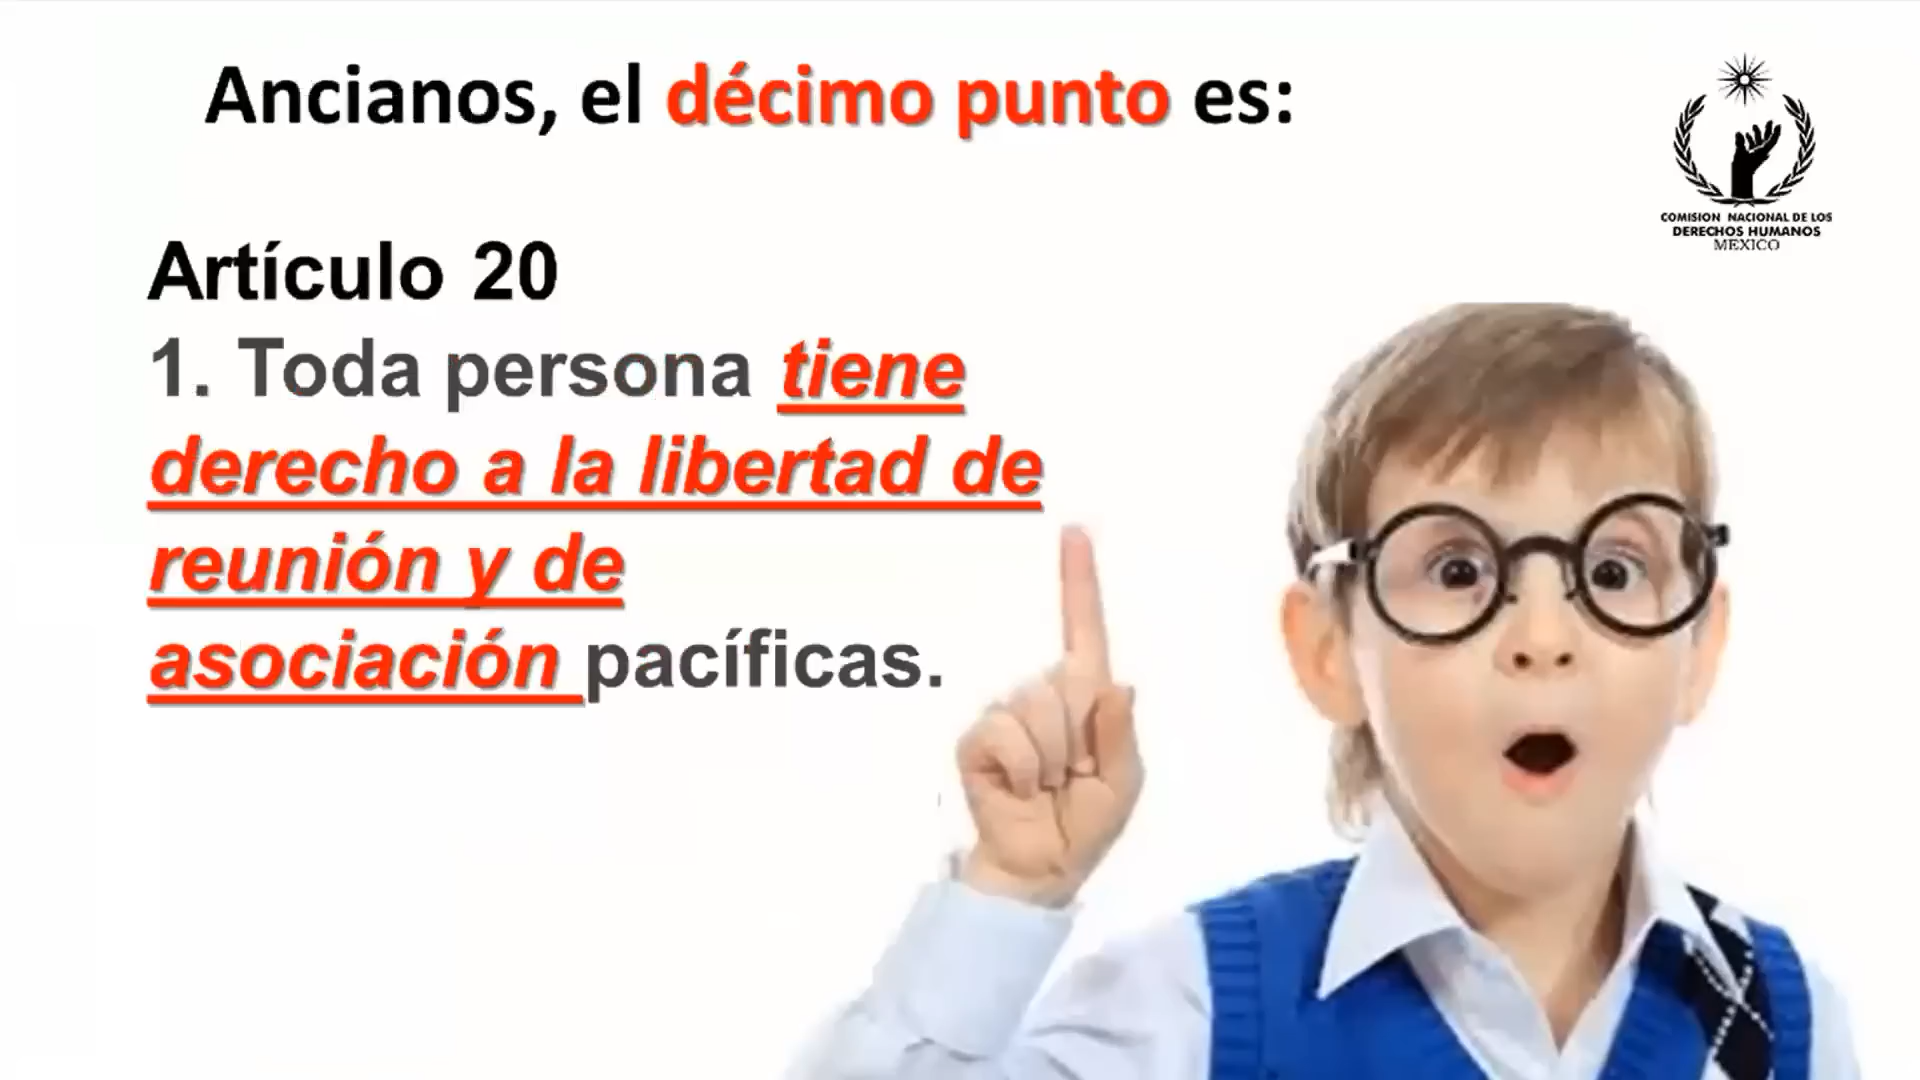 Ancianos, el décimo punto es:
COMISION NACIONAL DE LOS
DERECHOS HUMANOS
MEXICO
Artículo 20
1. Toda persona tiene
derecho a la libertad de
reunión y de
asociación pacíficas.